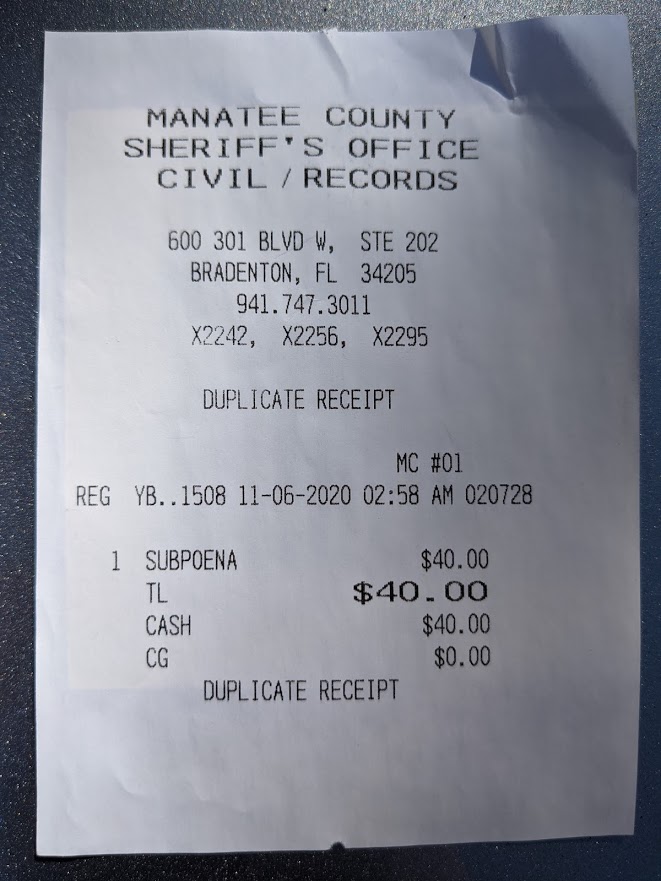 MANATEE COUNTY
SHERIFF'S OFFICE
CIVIL / RECORDS
600 301 BLVD W, STE 202
BRADENTON, FL 34205
941.747.3011
X2242, X2256, X2295
DUPLICATE RECEIPT
MC #01
REG YB..1508 11-06-2020 02:58 AM 020728
1 SUBPOENA $40.00
TL $40.00
CASH $40.00
CG $0.00
DUPLICATE RECEIPT